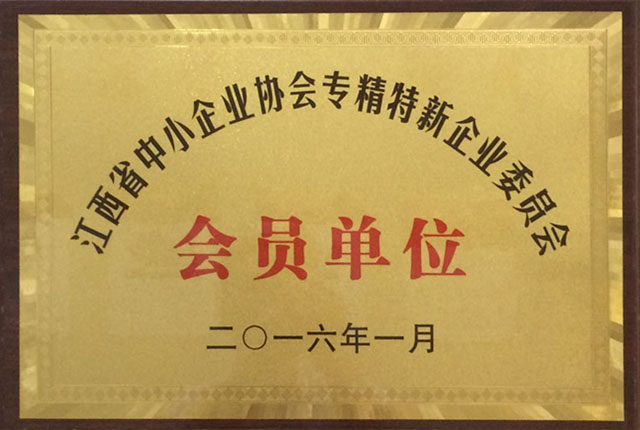 江西省中小企业协会专精特新企业委员会
会员单位
二〇一六年一月